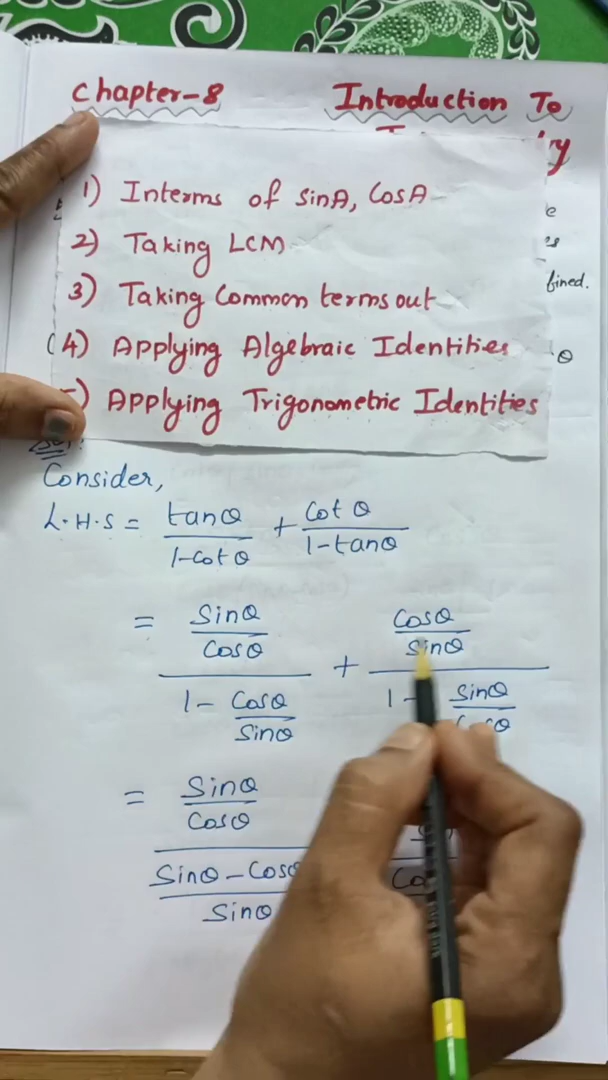 Chapter-8 Introduction To
1) Interms of sinA, CosA
2) Taking LCM
3) Taking Common terms out
4) Applying Algebraic Identities
) Applying Trigonometric Identities
fined.
θ
Consider,
L.H.S = tanθ/1-cotθ + Cotθ/1-tanθ
= Sinθ/Cosθ / 1- Cosθ/Sinθ + Cosθ/Sinθ / 1- Sinθ/
= Sinθ/Cosθ / Sinθ-Cosθ/Sinθ